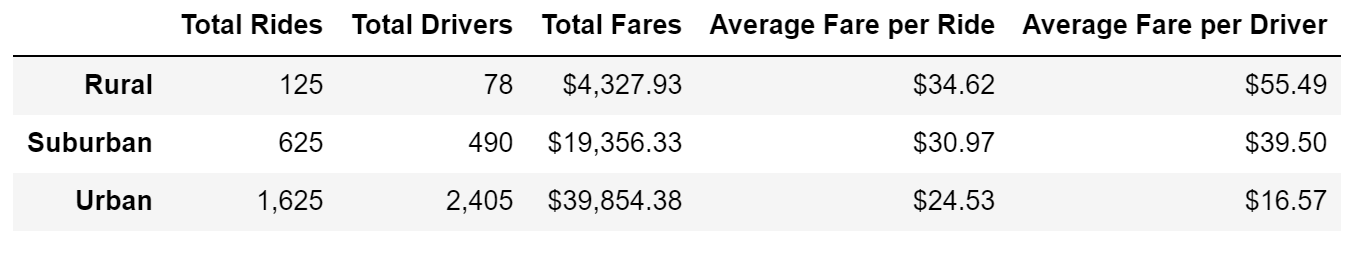 Total Rides Total Drivers Total Fares Average Fare per Ride Average Fare per Driver
Rural 125 78 $4,327.93 $34.62 $55.49
Suburban 625 490 $19,356.33 $30.97 $39.50
Urban 1,625 2,405 $39,854.38 $24.53 $16.57